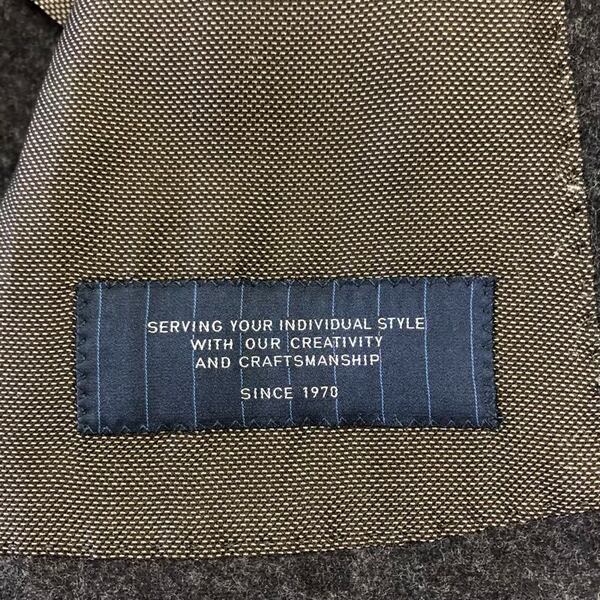 SERVING YOUR INDIVIDUAL STYLE
WITH OUR CREATIVITY
AND CRAFTSMANSHIP
SINCE 1970